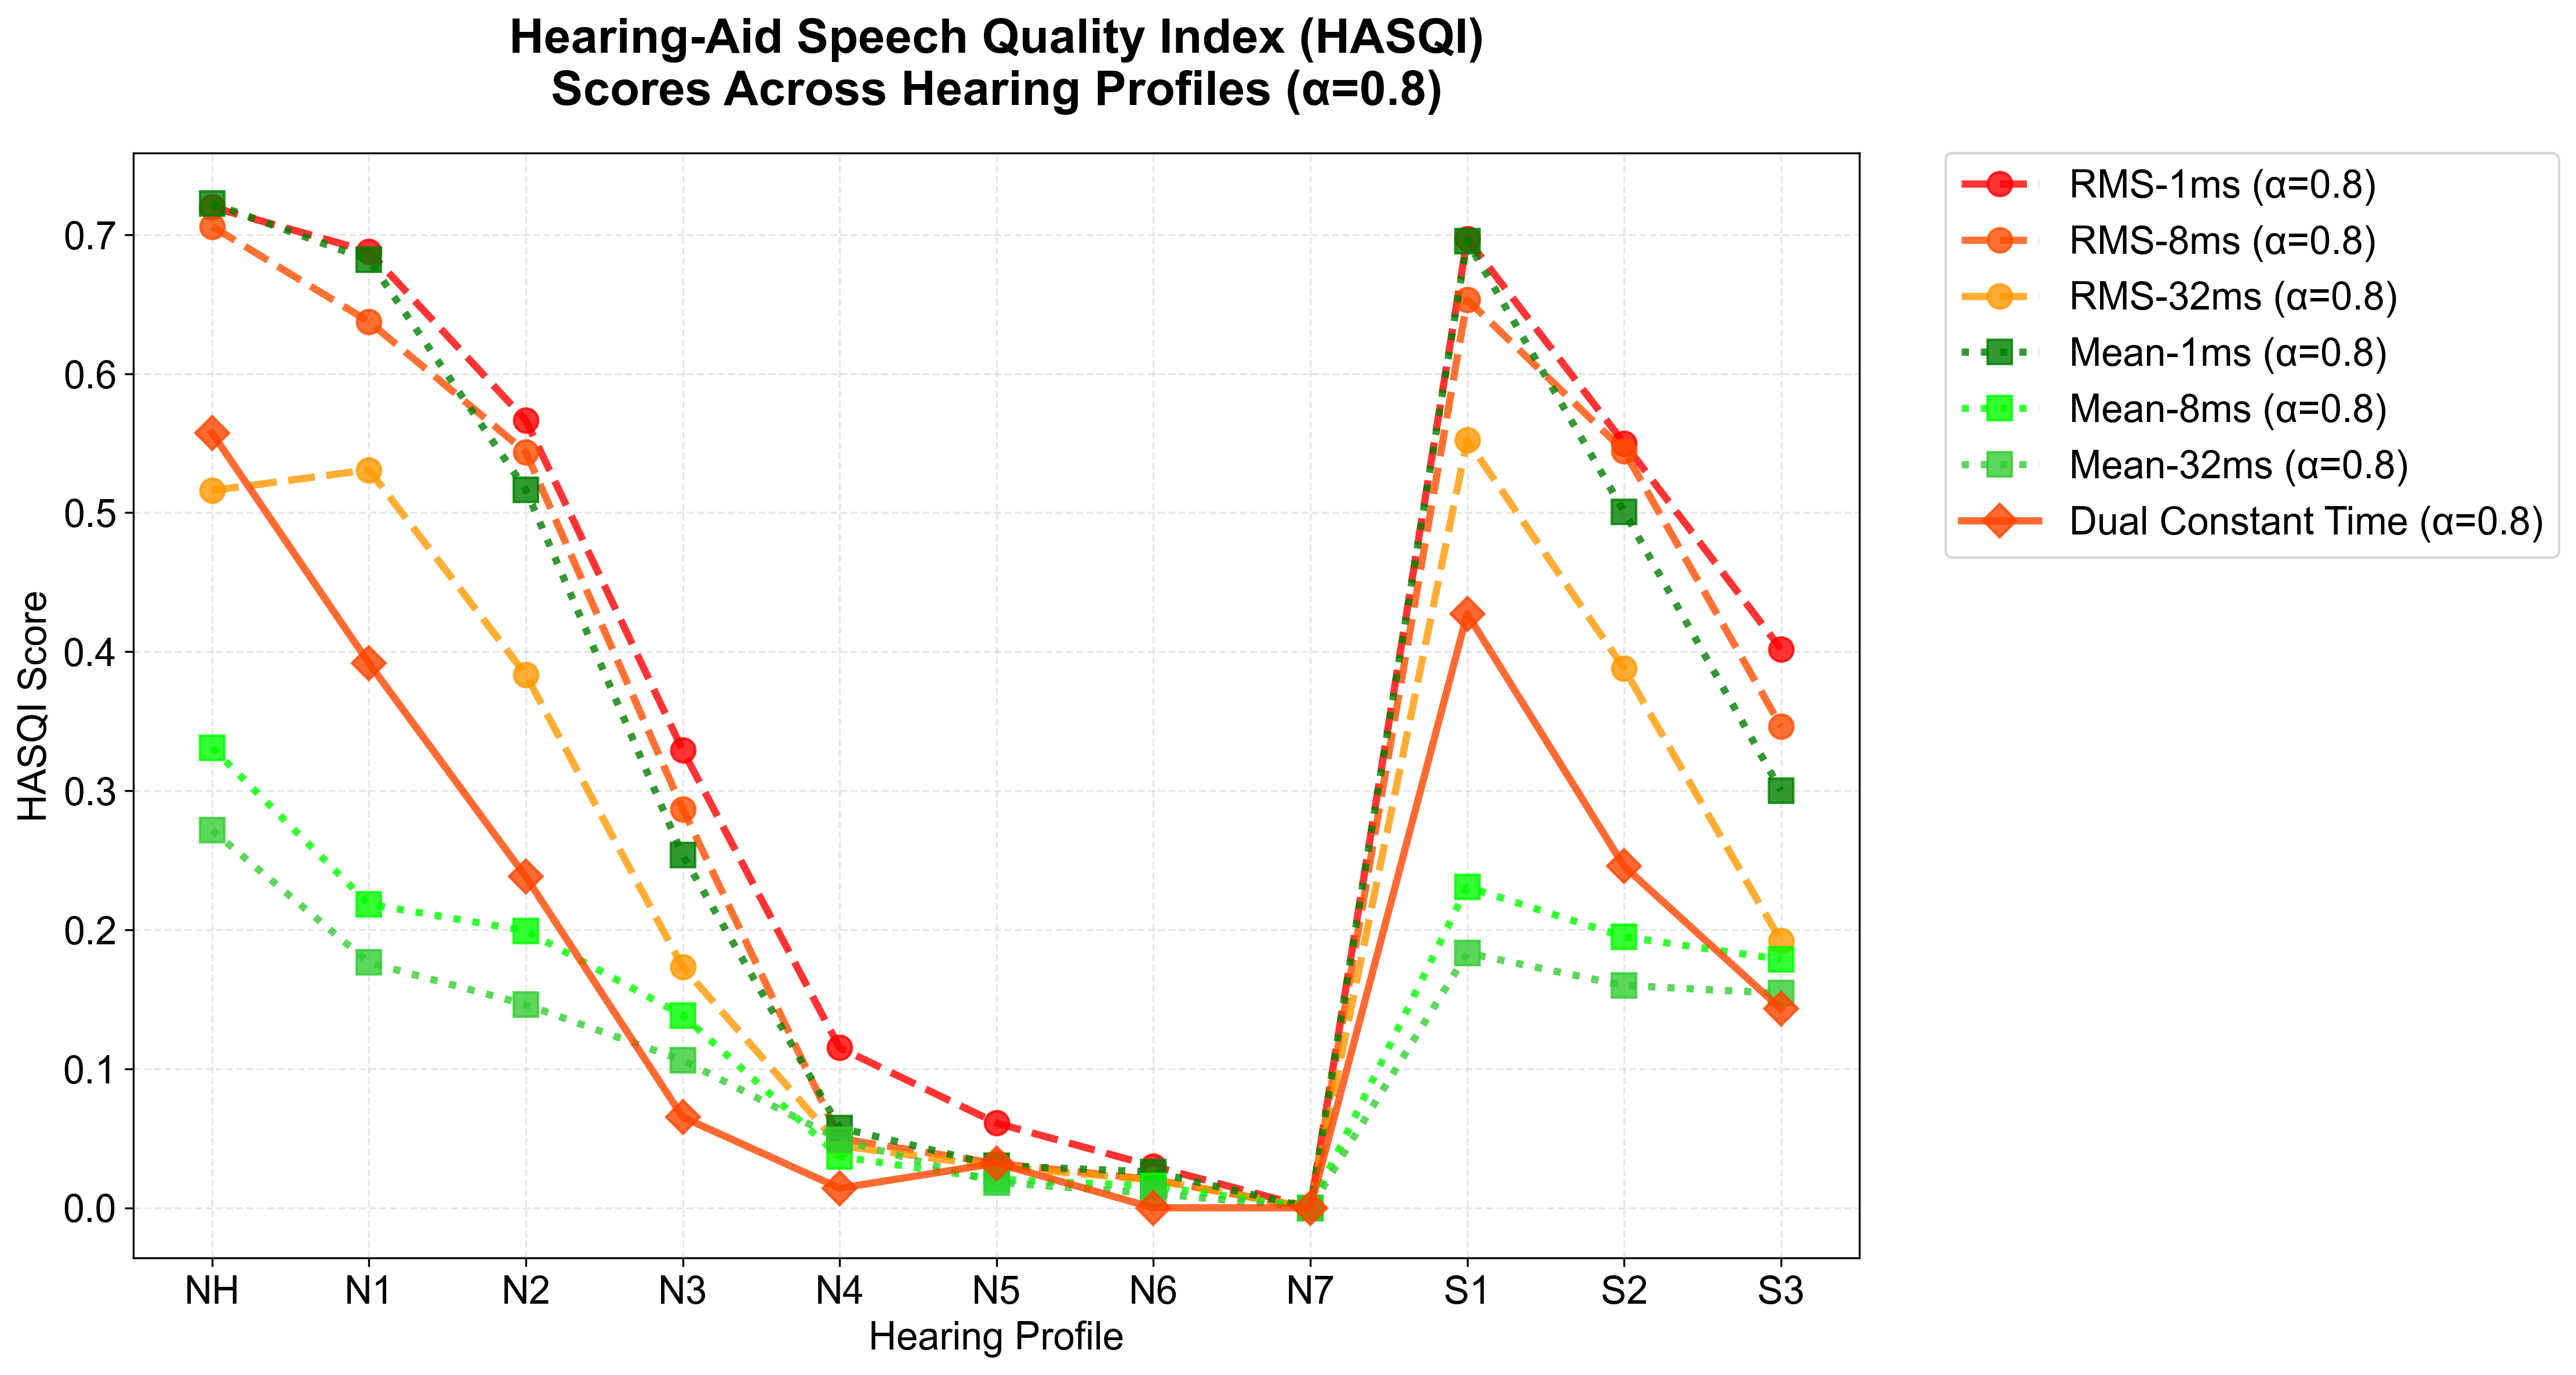 Hearing-Aid Speech Quality Index (HASQI)
Scores Across Hearing Profiles (α=0.8)
HASQI Score
0.7
0.6
0.5
0.4
0.3
0.2
0.1
0.0
NH N1 N2 N3 N4 N5 N6 N7 S1 S2 S3
Hearing Profile
RMS-1ms (α=0.8)
RMS-8ms (α=0.8)
RMS-32ms (α=0.8)
Mean-1ms (α=0.8)
Mean-8ms (α=0.8)
Mean-32ms (α=0.8)
Dual Constant Time (α=0.8)